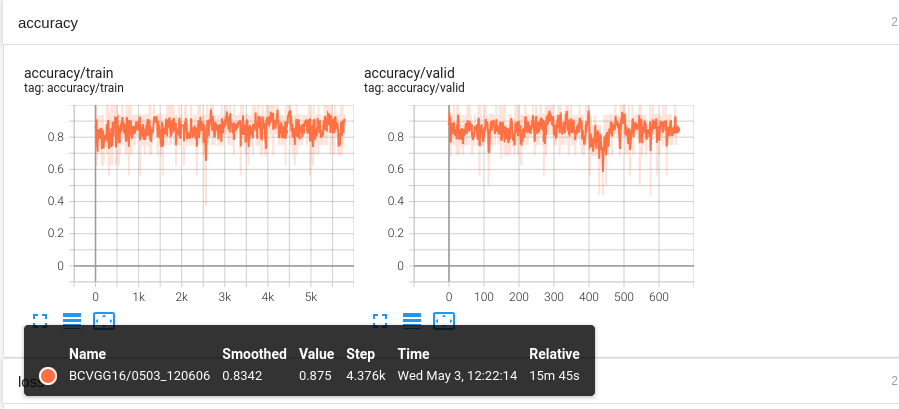 accuracy
2
accuracy/train
tag: accuracy/train
0.8
0.6
0.4
0.2
0
0 1k 2k 3k 4k 5k
accuracy/valid
tag: accuracy/valid
0.8
0.6
0.4
0.2
0
0 100 200 300 400 500 600
Name Smoothed Value Step Time Relative
BCVGG16/0503_120606 0.8342 0.875 4.376k Wed May 3, 12:22:14 15m 45s
loss
2